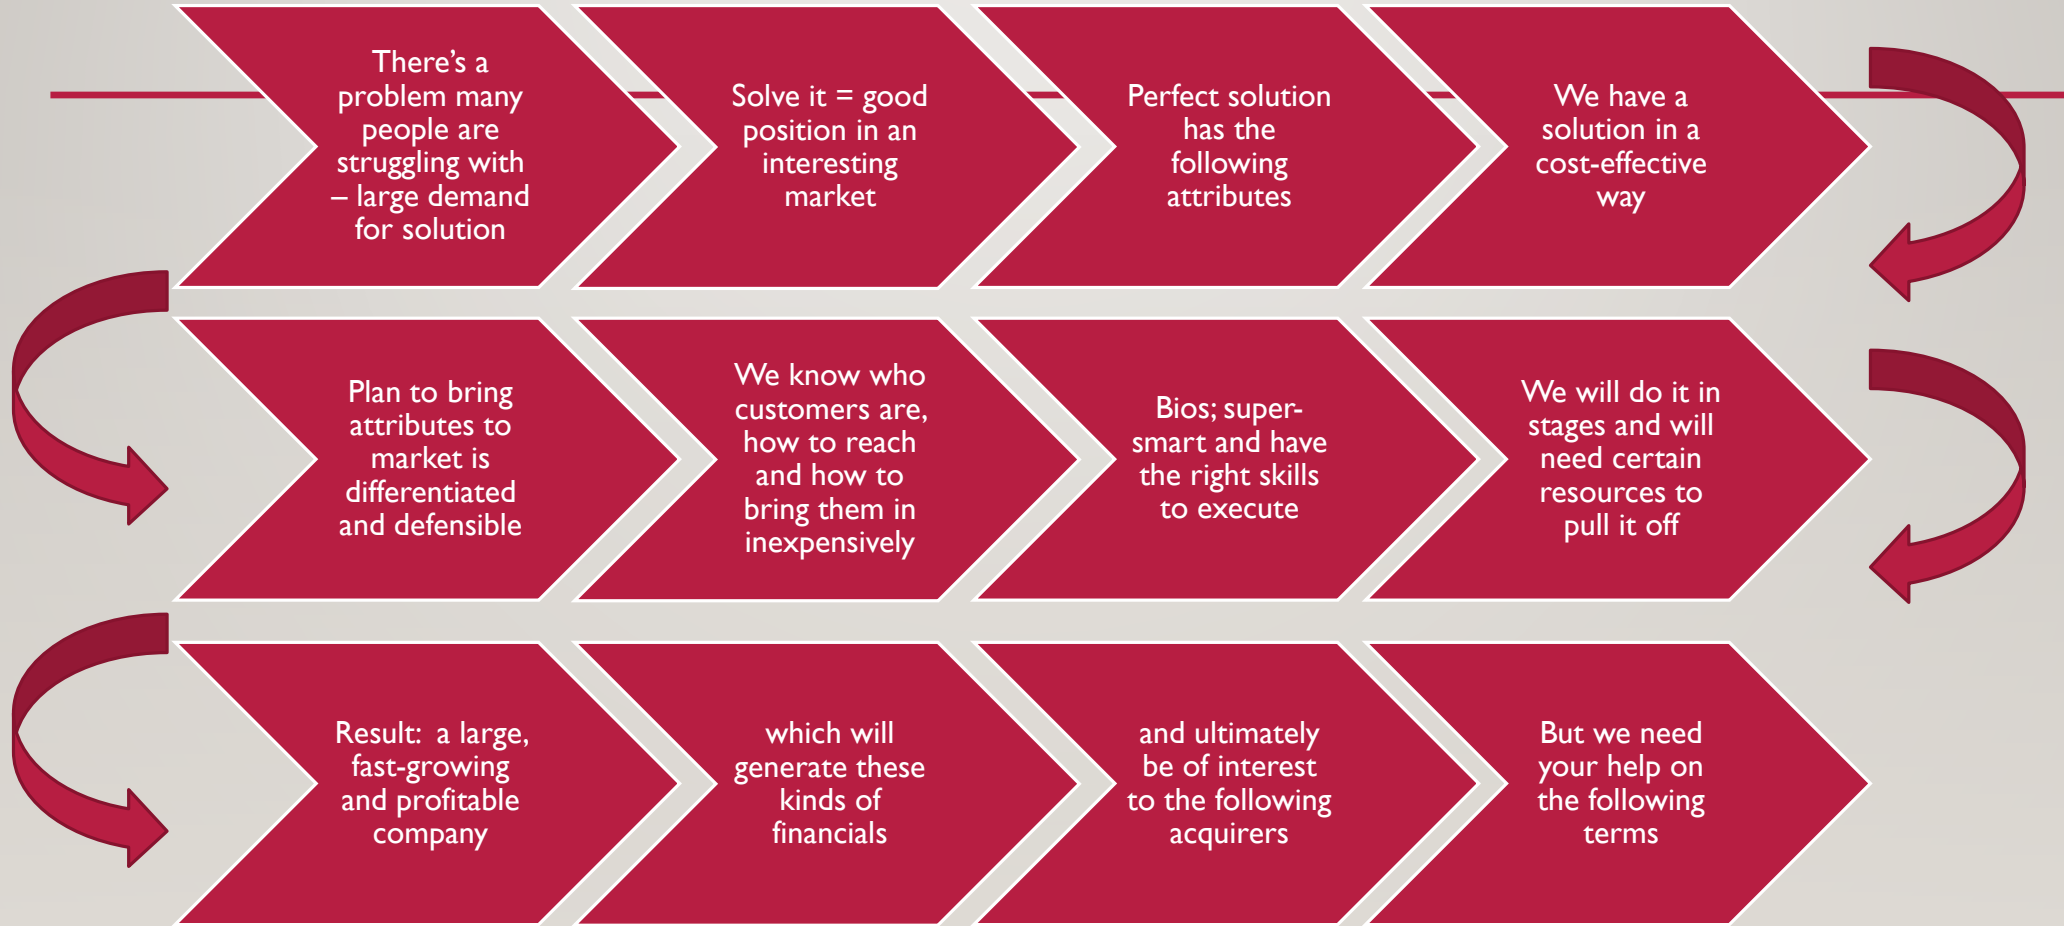 There’s a
problem many
people are
struggling with
– large demand
for solution
Solve it = good
position in an
interesting
market
Perfect solution
has the
following
attributes
We have a
solution in a
cost-effective
way
Plan to bring
attributes to
market is
differentiated
and defensible
We know who
customers are,
how to reach
and how to
bring them in
inexpensively
Bios; super-
smart and have
the right skills
to execute
We will do it in
stages and will
need certain
resources to
pull it off
Result:  a large,
fast-growing
and profitable
company
which will
generate these
kinds of
financials
and ultimately
be of interest
to the following
acquirers
But we need
your help on
the following
terms